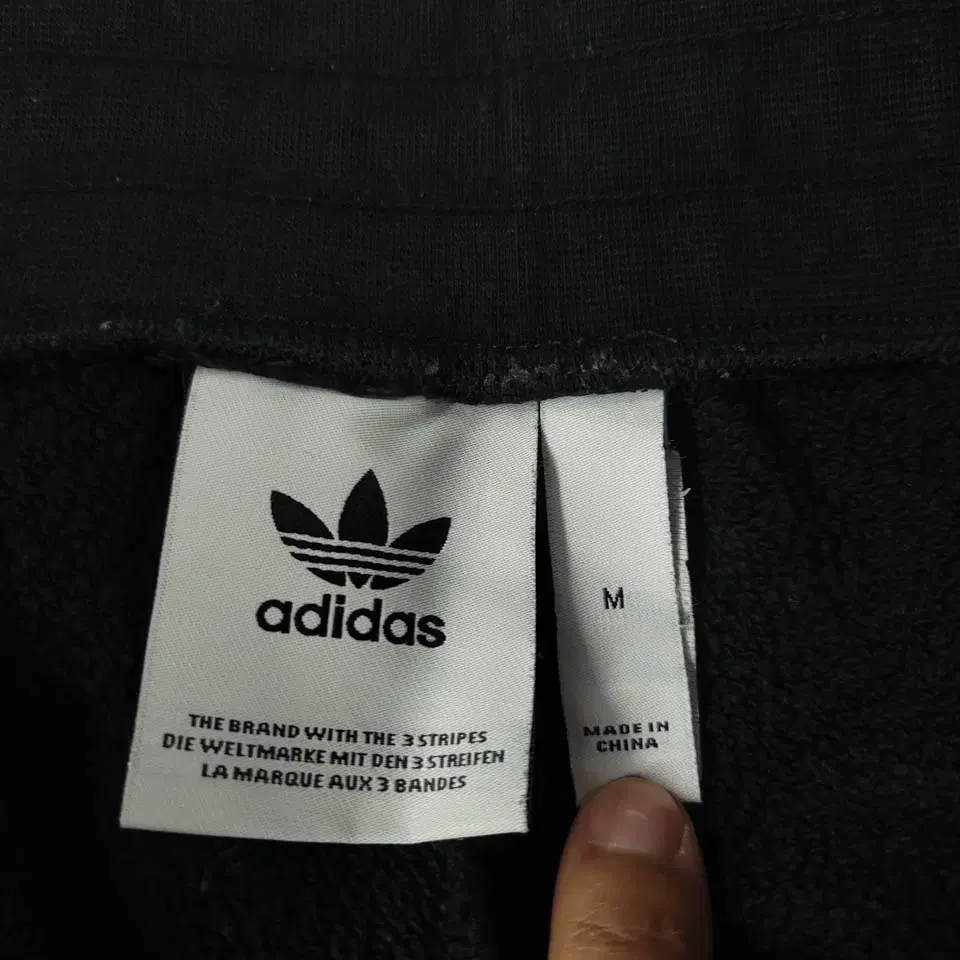 adidas
THE BRAND WITH THE 3 STRIPES
DIE WELTMARKE MIT DEN 3 STREIFEN
LA MARQUE AUX 3 BANDES
M
MADE IN
CHINA